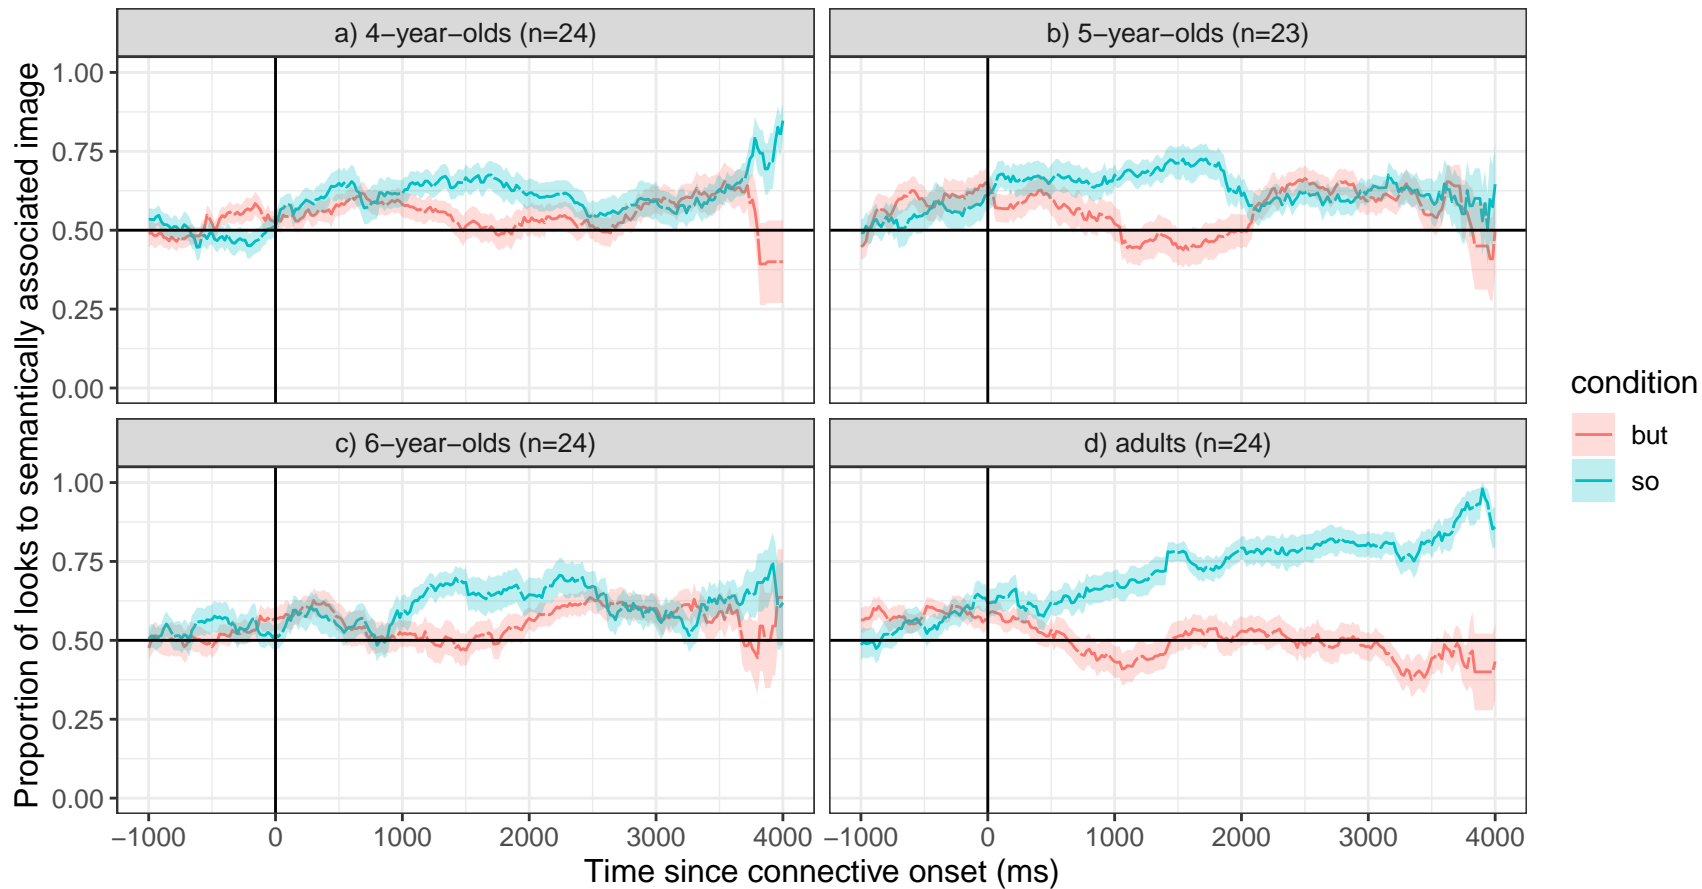 a) 4−year−olds (n=24)
b) 5−year−olds (n=23)
1.00
0.75
0.50
0.25
0.00
c) 6−year−olds (n=24)
d) adults (n=24)
1.00
0.75
0.50
0.25
0.00
−1000 0 1000 2000 3000 4000
−1000 0 1000 2000 3000 4000
Time since connective onset (ms)
Proportion of looks to semantically associated image
condition
but
so